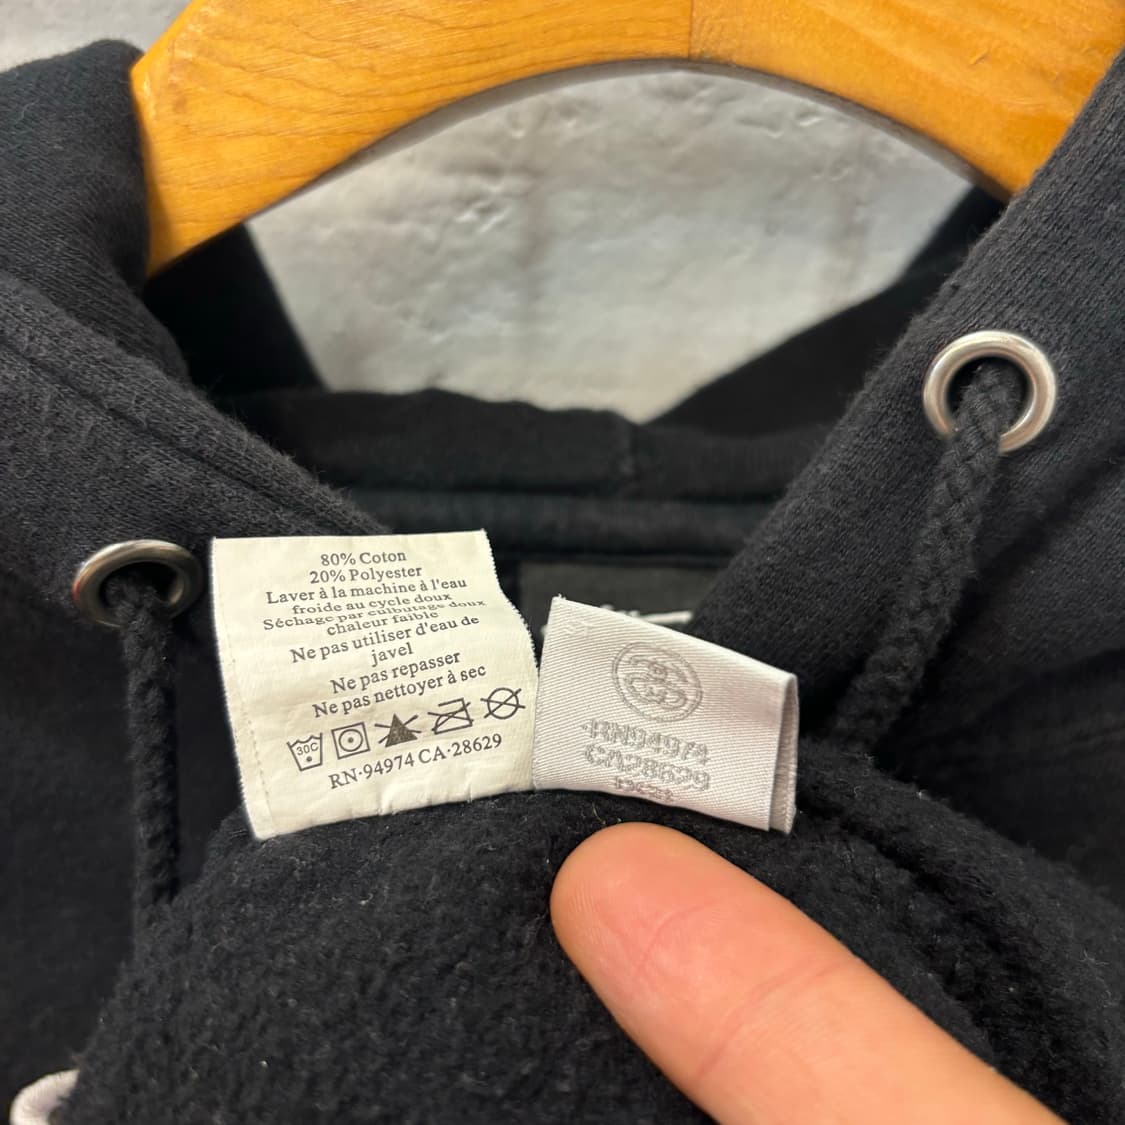 80% Coton
20% Polyester
Laver à la machine à l'eau
froide au cycle doux
Séchage par culbutage doux
chaleur faible
Ne pas utiliser d'eau de
javel
Ne pas repasser
Ne pas nettoyer à sec
30C
RN·94974 CA·28629
RN94974
CA28629